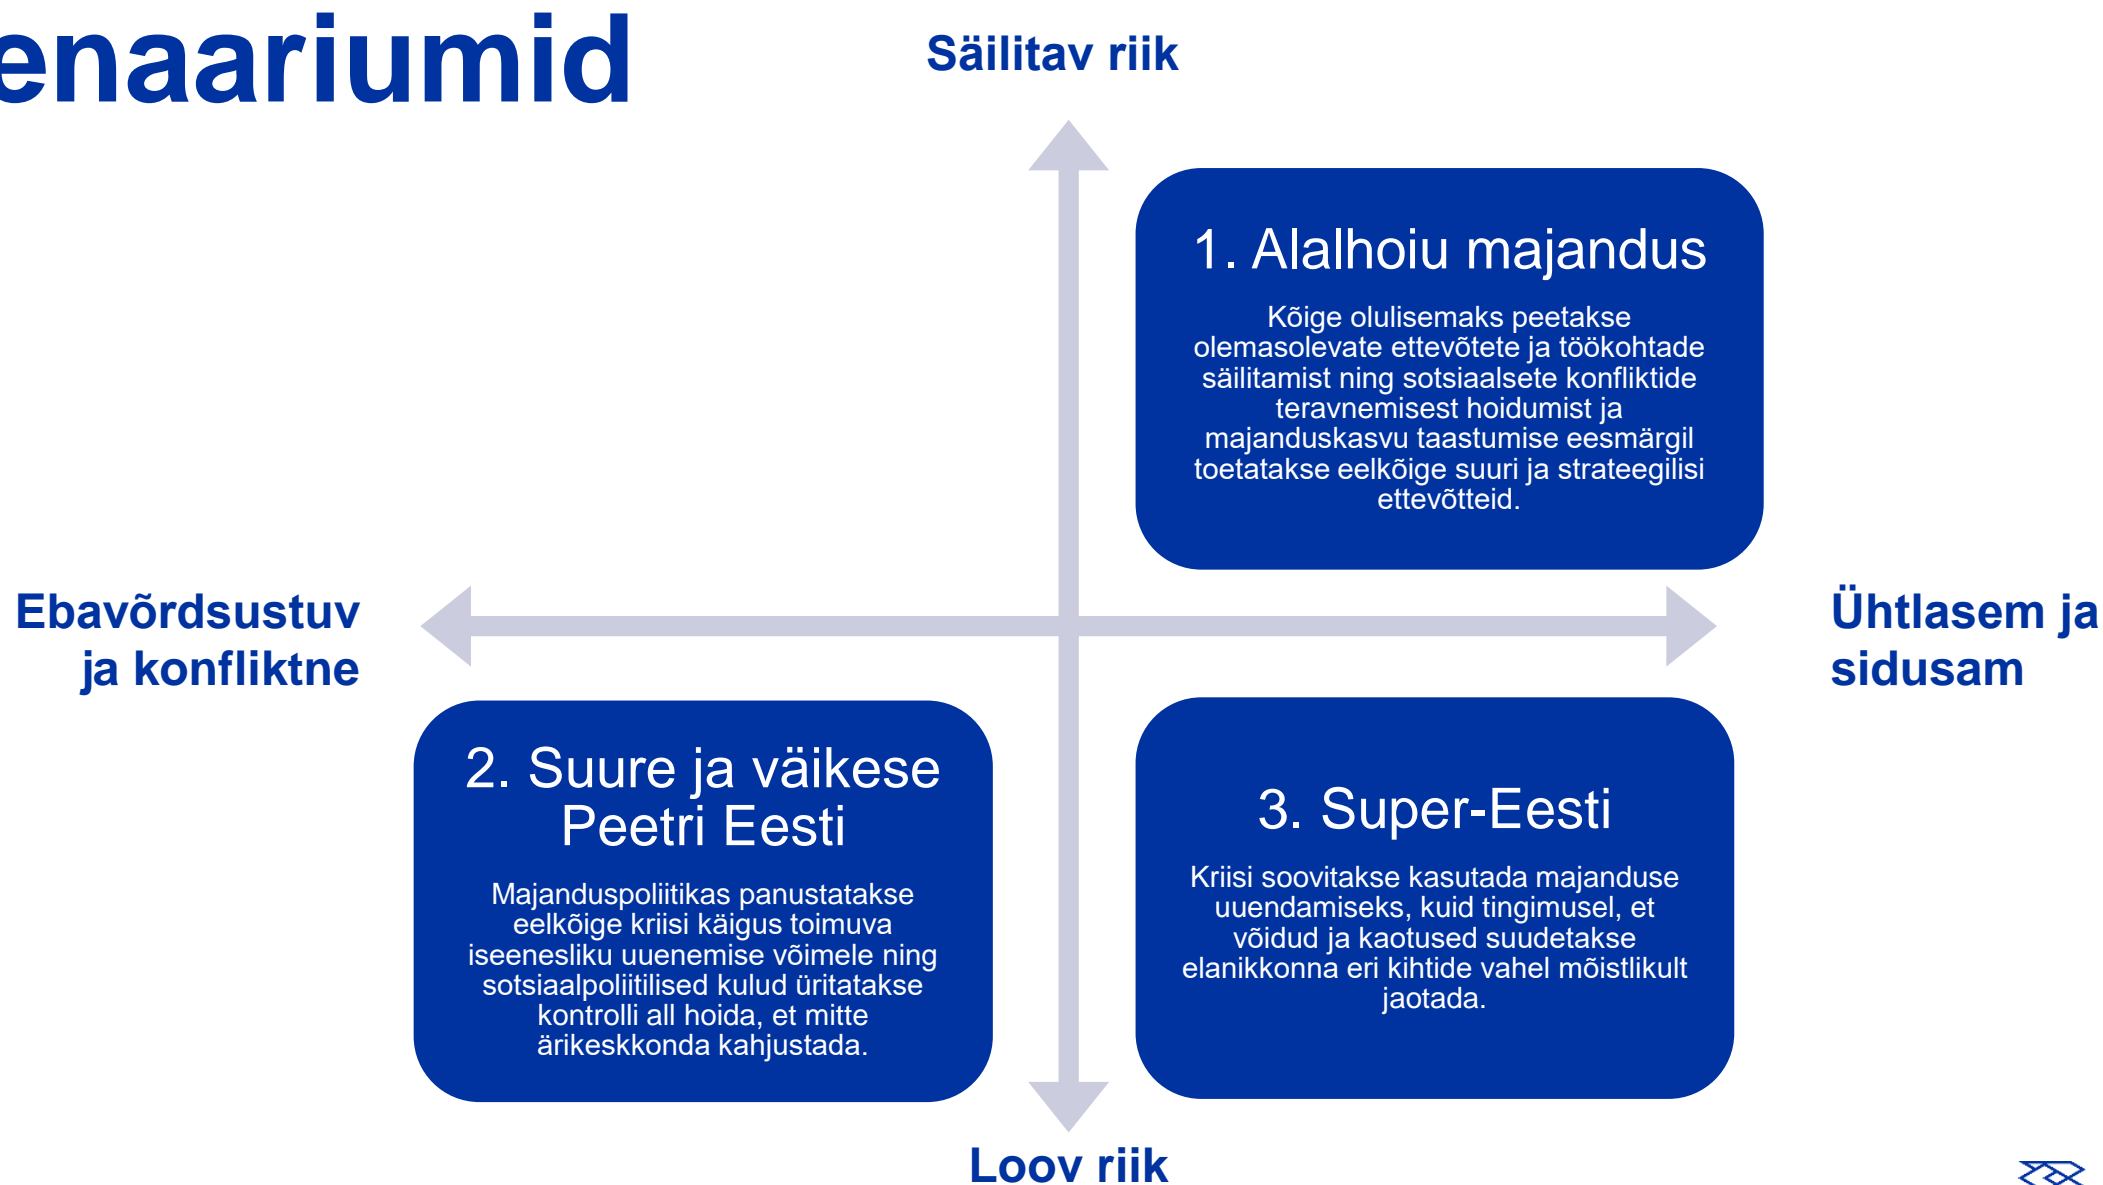 enaariumid
Säilitav riik
1. Alalhoiu majandus
Kõige olulisemaks peetakse
olemasolevate ettevõtete ja töökohtade
säilitamist ning sotsiaalsete konfliktide
teravnemisest hoidumist ja
majanduskasvu taastumise eesmärgil
toetatakse eelkõige suuri ja strateegilisi
ettevõtteid.
Ebavõrdsustuv
ja konfliktne
Ühtlasem ja
sidusam
2. Suure ja väikese
Peetri Eesti
Majanduspoliitikas panustatakse
eelkõige kriisi käigus toimuva
iseenesliku uuenemise võimele ning
sotsiaalpoliitilised kulud üritatakse
kontrolli all hoida, et mitte
ärikeskkonda kahjustada.
3. Super-Eesti
Kriisi soovitakse kasutada majanduse
uuendamiseks, kuid tingimusel, et
võidud ja kaotused suudetakse
elanikkonna eri kihtide vahel mõistlikult
jaotada.
Loov riik